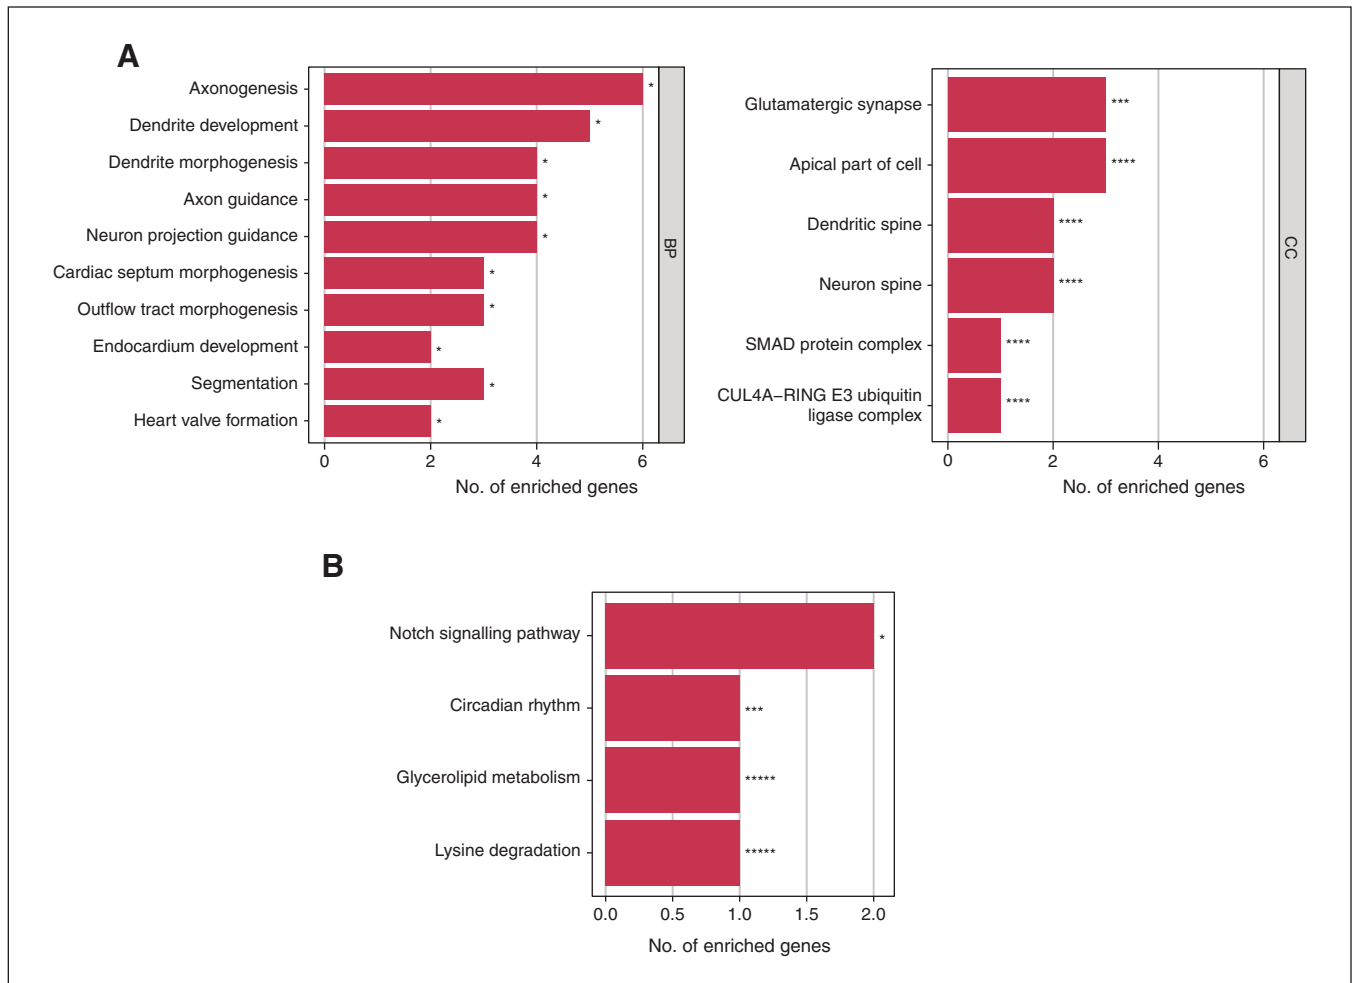 A
Axonogenesis
Dendrite development
Dendrite morphogenesis
Axon guidance
Neuron projection guidance
Cardiac septum morphogenesis
Outflow tract morphogenesis
Endocardium development
Segmentation
Heart valve formation
*
*
*
*
*
*
*
*
*
*
BP
0 2 4 6
No. of enriched genes
Glutamatergic synapse
Apical part of cell
Dendritic spine
Neuron spine
SMAD protein complex
CUL4A–RING E3 ubiquitin
ligase complex
***
****
****
****
****
****
CC
0 2 4 6
No. of enriched genes
B
Notch signalling pathway
Circadian rhythm
Glycerolipid metabolism
Lysine degradation
*
***
*****
*****
0.0 0.5 1.0 1.5 2.0
No. of enriched genes